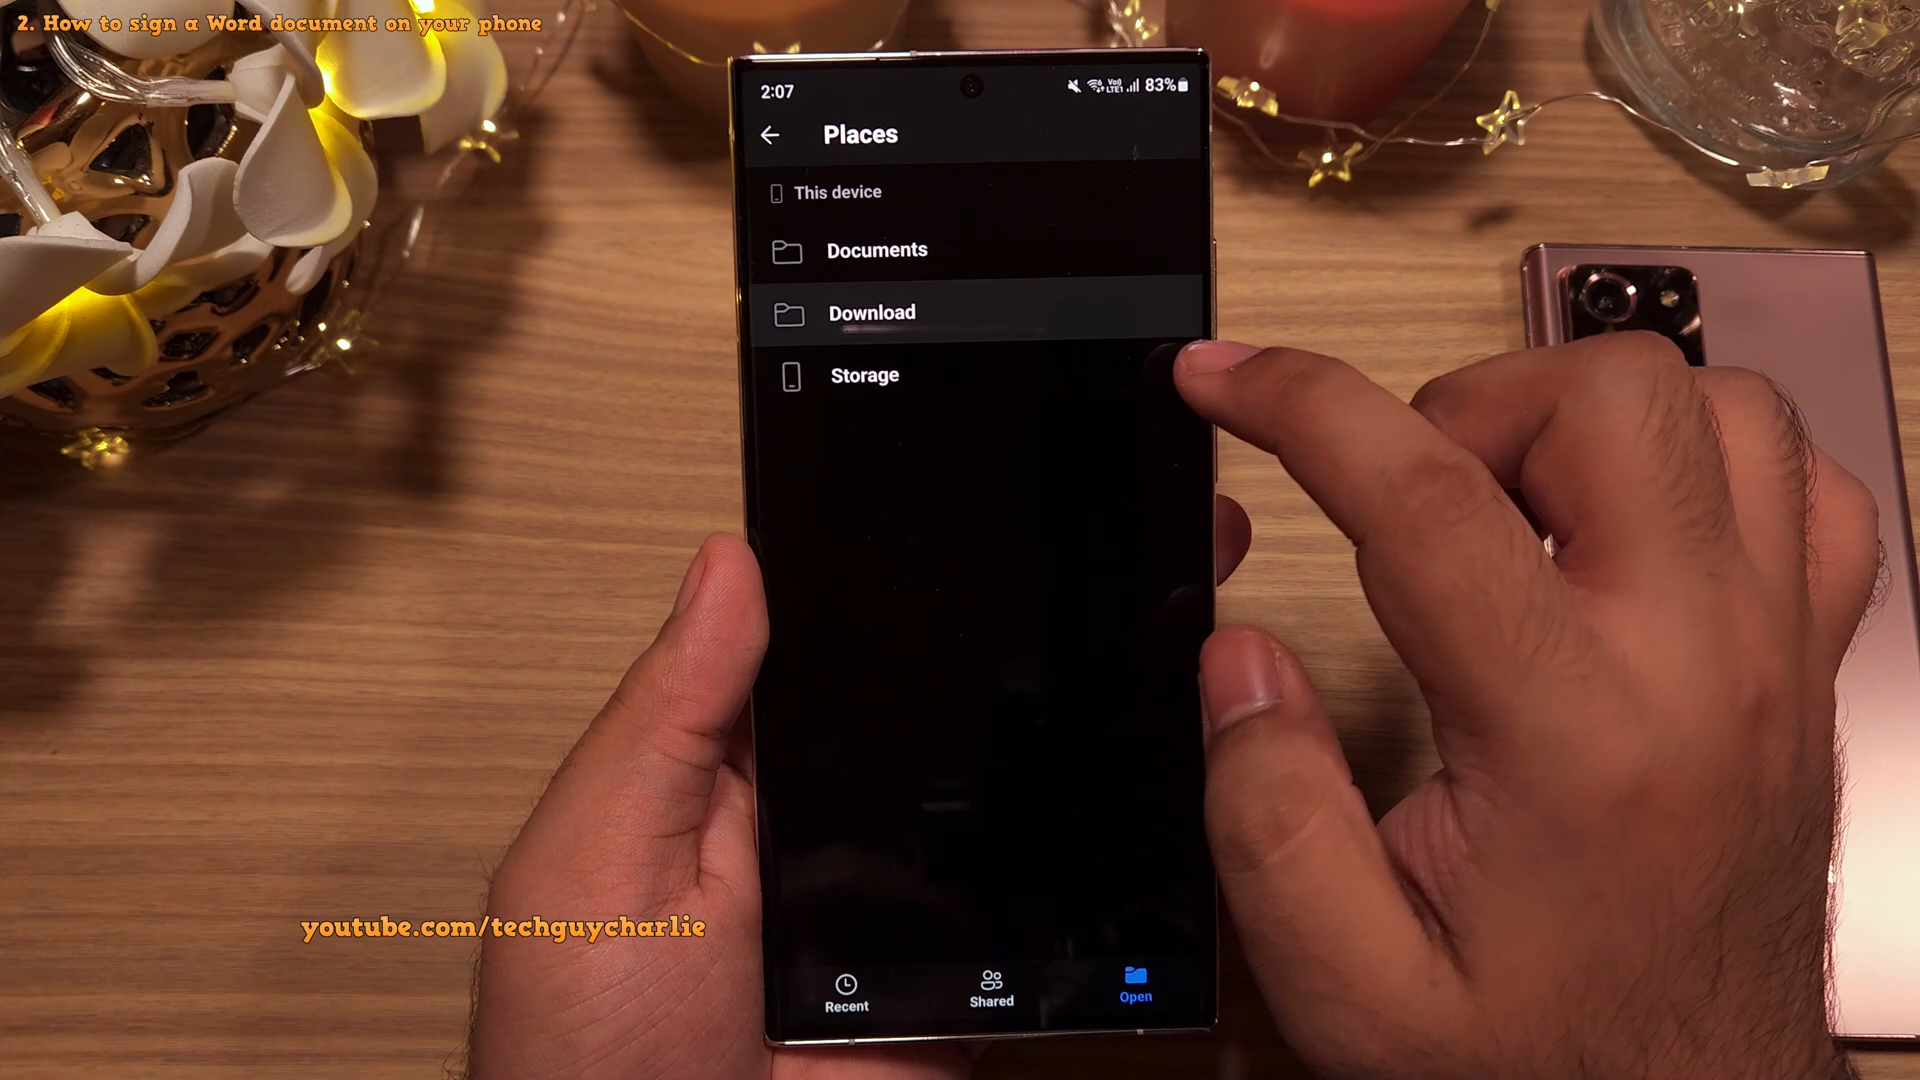 2. How to sign a Word document on your phone
2:07
83%
Places
This device
Documents
Download
Storage
youtube.com/techguycharlie
Recent
Shared
Open